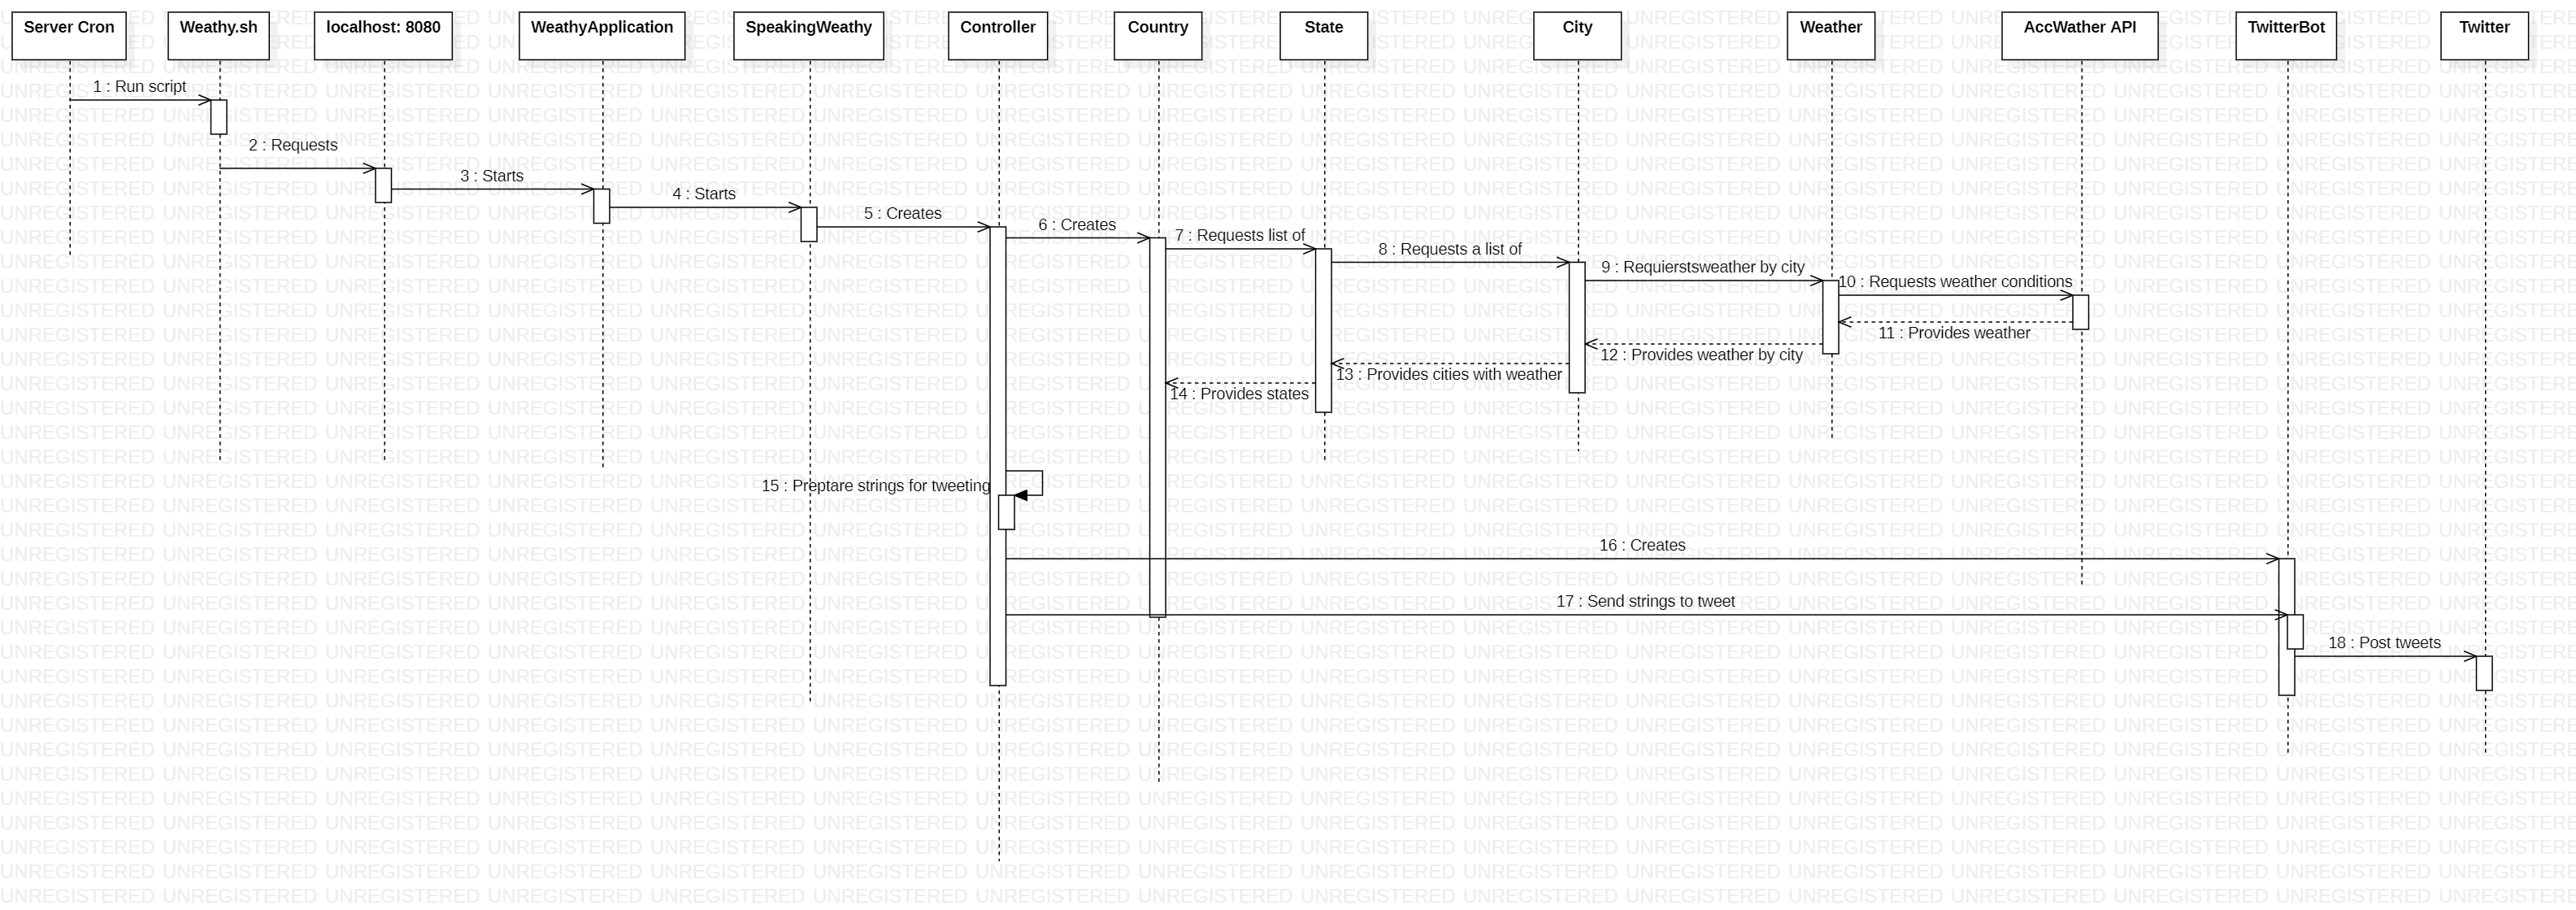 Server Cron
Weathy.sh
localhost: 8080
WeathyApplication
SpeakingWeathy
Controller
Country
State
City
Weather
AccWather API
TwitterBot
Twitter
1 : Run script
2 : Requests
3 : Starts
4 : Starts
5 : Creates
6 : Creates
7 : Requests list of
8 : Requests a list of
9 : Requierstsweather by city
10 : Requests weather conditions
11 : Provides weather
12 : Provides weather by city
13 : Provides cities with weather
14 : Provides states
15 : Preptare strings for tweeting
16 : Creates
17 : Send strings to tweet
18 : Post tweets
UNREGISTERED